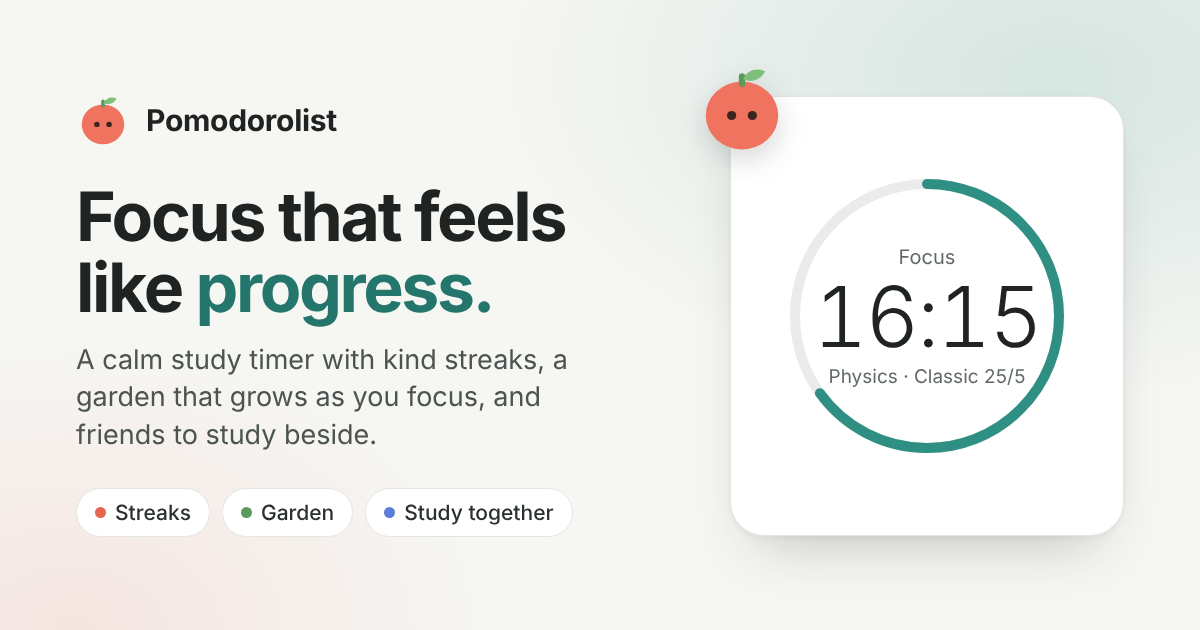 Pomodorolist
Focus that feels
like progress.
A calm study timer with kind streaks, a
garden that grows as you focus, and
friends to study beside.
Streaks
Garden
Study together
Focus
16:15
Physics · Classic 25/5